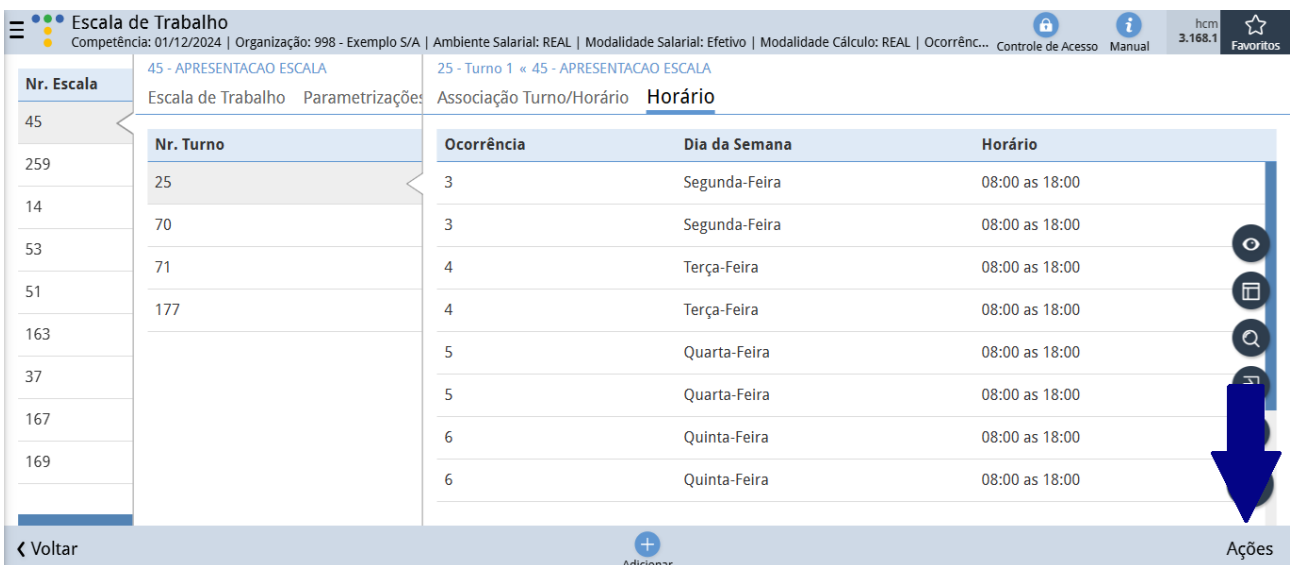 Escala de Trabalho
Competência: 01/12/2024 | Organização: 998 - Exemplo S/A | Ambiente Salarial: REAL | Modalidade Salarial: Efetivo | Modalidade Cálculo: REAL | Ocorrênc...
Controle de Acesso
Manual
hcm
3.168.1
Favoritos
Nr. Escala
45
259
14
53
51
163
37
167
169
45 - APRESENTACAO ESCALA
Escala de Trabalho Parametrizações
Nr. Turno
25
70
71
177
25 - Turno 1 « 45 - APRESENTACAO ESCALA
Associação Turno/Horário Horário
Ocorrência Dia da Semana Horário
3 Segunda-Feira 08:00 as 18:00
3 Segunda-Feira 08:00 as 18:00
4 Terça-Feira 08:00 as 18:00
4 Terça-Feira 08:00 as 18:00
5 Quarta-Feira 08:00 as 18:00
5 Quarta-Feira 08:00 as 18:00
6 Quinta-Feira 08:00 as 18:00
6 Quinta-Feira 08:00 as 18:00
Voltar
Adicionar
Ações